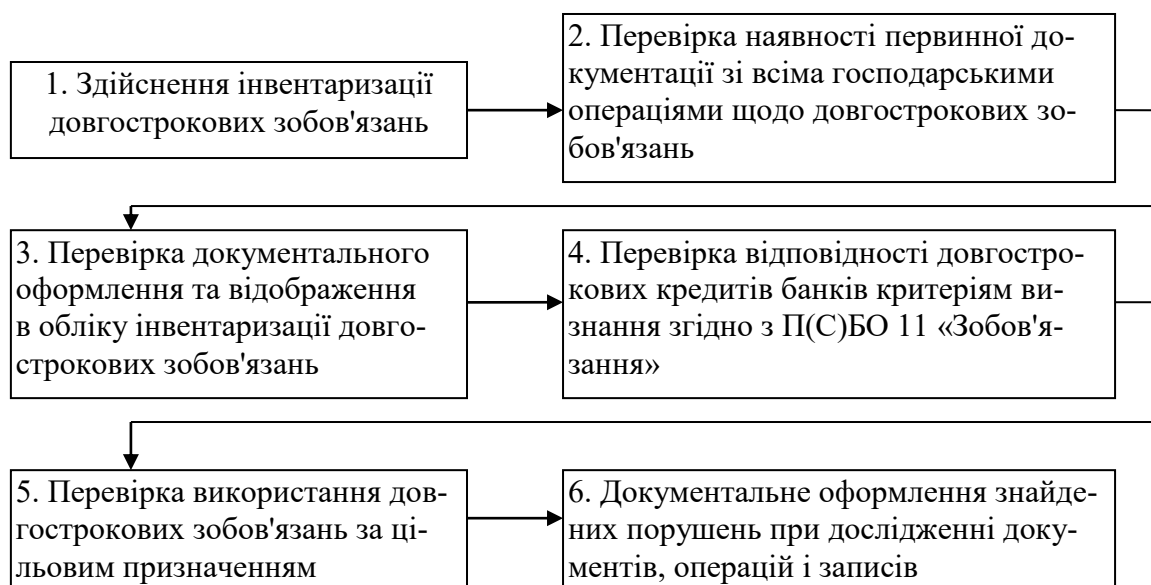 1. Здійснення інвентаризації
довгострокових зобов'язань
2. Перевірка наявності первинної до-
кументації зі всіма господарськими
операціями щодо довгострокових зо-
бов'язань
3. Перевірка документального
оформлення та відображення
в обліку інвентаризації довго-
строкових зобов'язань
4. Перевірка відповідності довгостро-
кових кредитів банків критеріям ви-
знання згідно з П(С)БО 11 «Зобов'я-
зання»
5. Перевірка використання дов-
гострокових зобов'язань за ці-
льовим призначенням
6. Документальне оформлення знайде-
них порушень при дослідженні доку-
ментів, операцій і записів